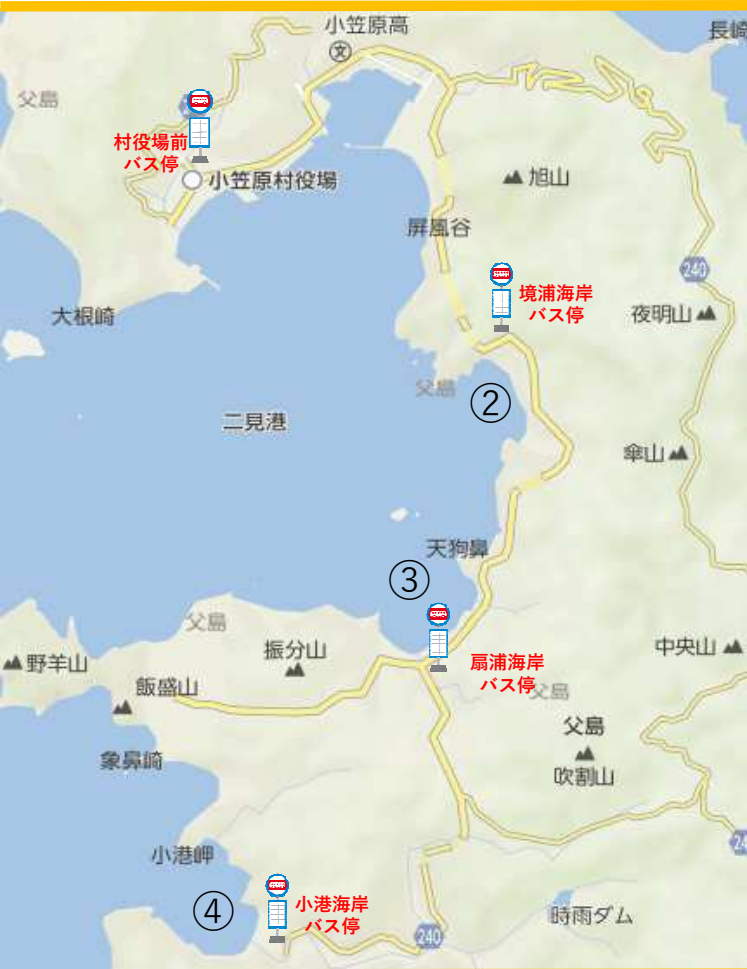 小笠原高
文
長崎
父島
村役場前
バス停
小笠原村役場
旭山
屏風谷
240
境浦海岸
バス停
大根崎
夜明山
父島
②
二見港
傘山
天狗鼻
③
父島
振分山
扇浦海岸
バス停
中央山
野羊山
飯盛山
父島
父島
吹割山
象鼻崎
小港岬
④
小港海岸
バス停
時雨ダム
240